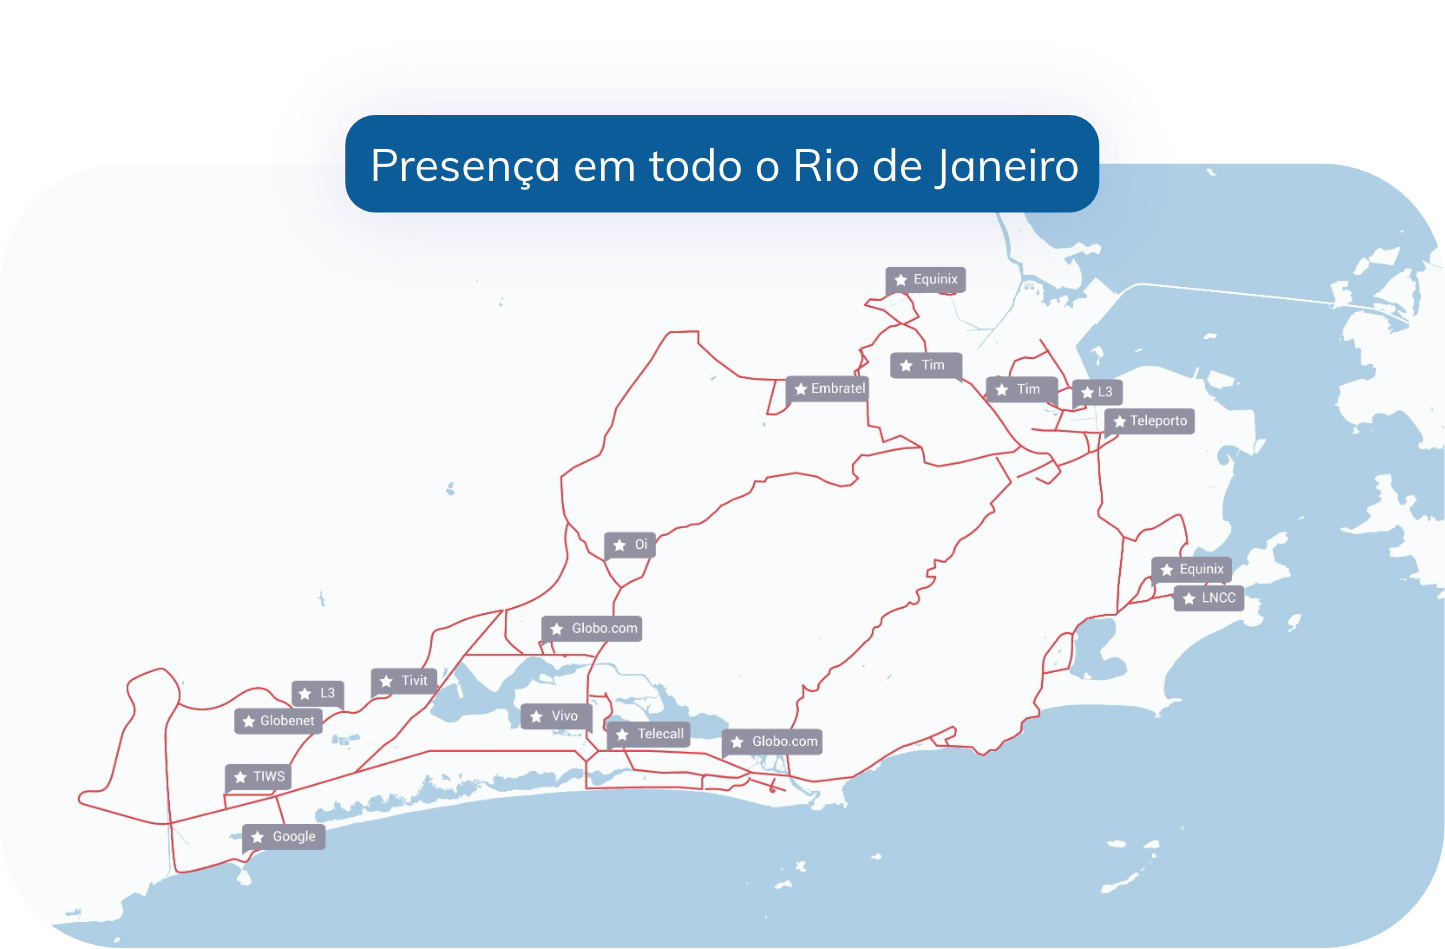 Presença em todo o Rio de Janeiro
Equinix
Tim
Embratel
Tim
L3
Teleporto
Oi
Equinix
LNCC
Globo.com
Tivit
L3
Globenet
Vivo
Telecall
Globo.com
TIWS
Google